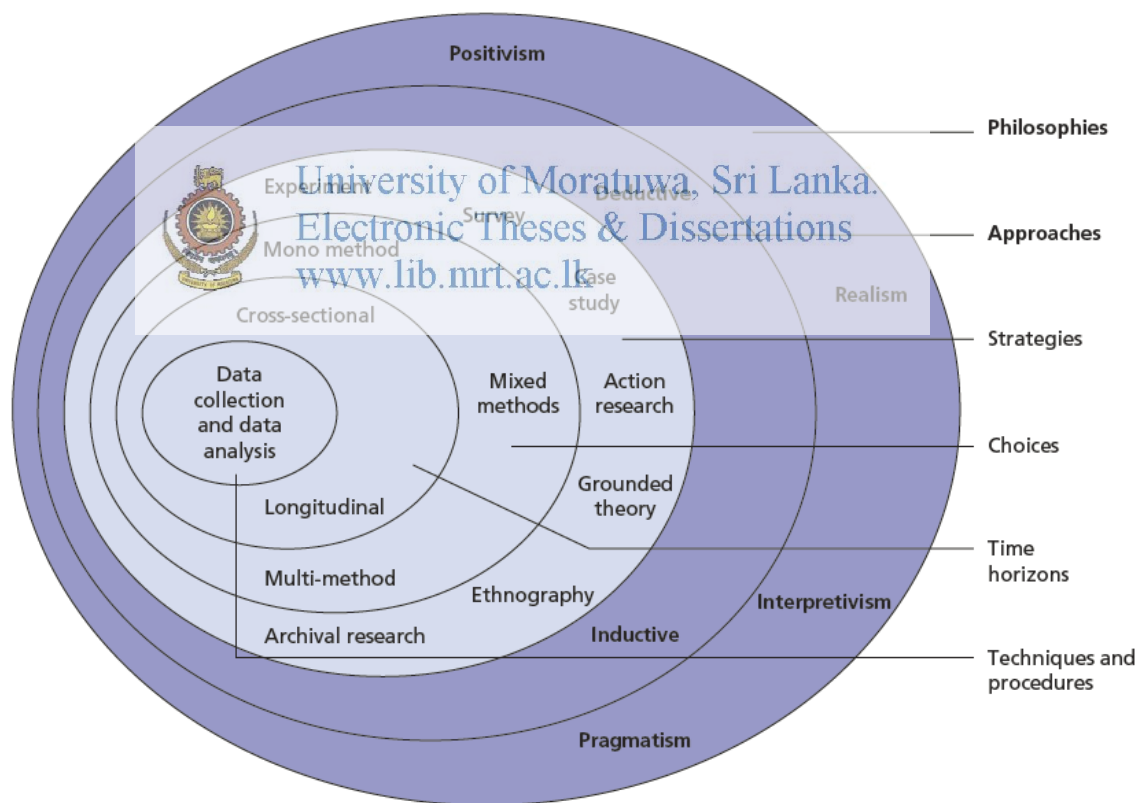 Positivism
Philosophies
University of Moratuwa, Sri Lanka.
Experiment
Deductive
Survey
Electronic Theses & Dissertations
Approaches
Mono method
www.lib.mrt.ac.lk
Case
study
Realism
Cross-sectional
Strategies
Data
collection
and data
analysis
Mixed
methods
Action
research
Choices
Grounded
theory
Longitudinal
Time
horizons
Multi-method
Ethnography
Interpretivism
Archival research
Inductive
Techniques and
procedures
Pragmatism